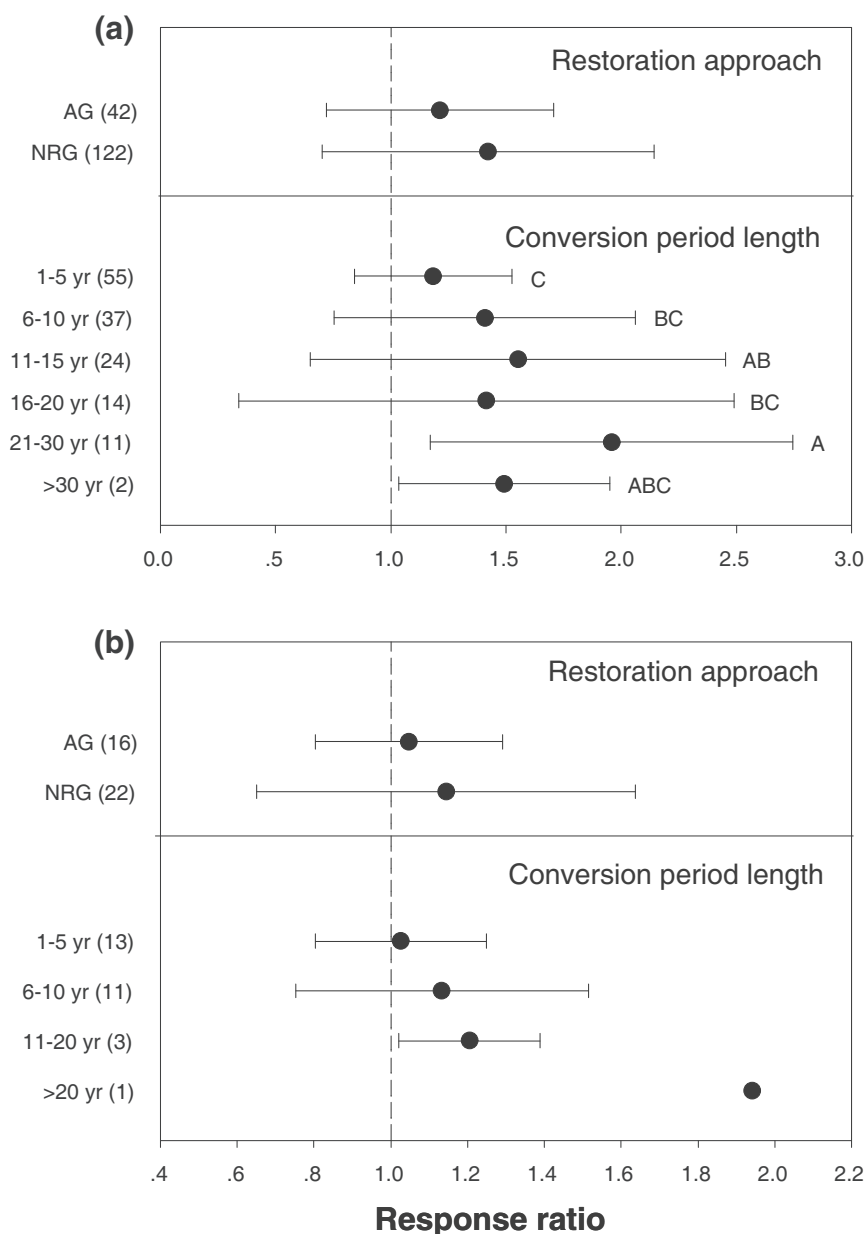 (a)
Restoration approach
AG (42)
NRG (122)
Conversion period length
1-5 yr (55)
C
6-10 yr (37)
BC
11-15 yr (24)
AB
16-20 yr (14)
BC
21-30 yr (11)
A
>30 yr (2)
ABC
0.0 .5 1.0 1.5 2.0 2.5 3.0
(b)
Restoration approach
AG (16)
NRG (22)
Conversion period length
1-5 yr (13)
6-10 yr (11)
11-20 yr (3)
>20 yr (1)
.4 .6 .8 1.0 1.2 1.4 1.6 1.8 2.0 2.2
Response ratio